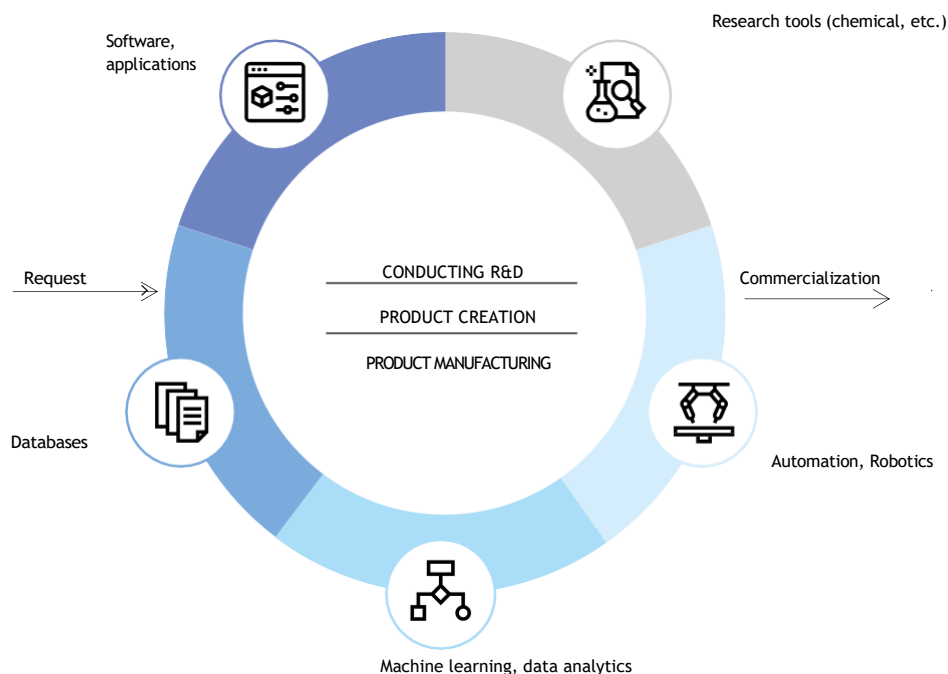 Research tools (chemical, etc.)
Software,
applications
Request
CONDUCTING R&D
Commercialization
PRODUCT CREATION
PRODUCT MANUFACTURING
Databases
Automation, Robotics
Machine learning, data analytics